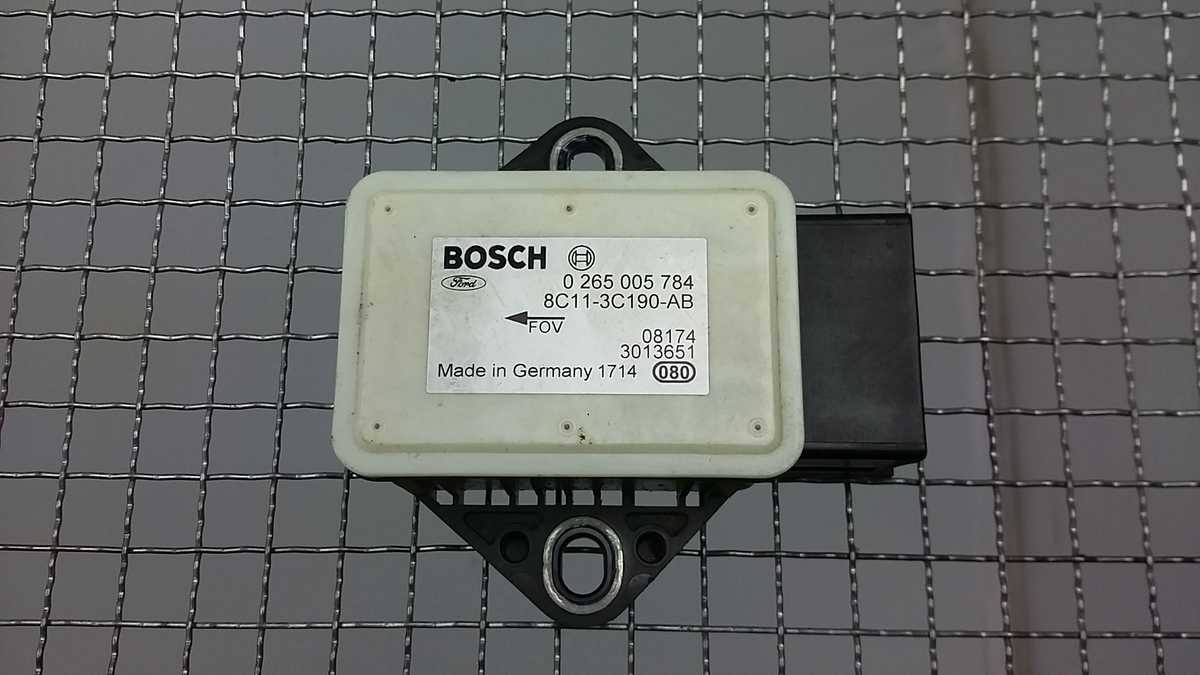 BOSCH
Ford
0 265 005 784
8C11-3C190-AB
FOV
08174
3013651
Made in Germany 1714 080